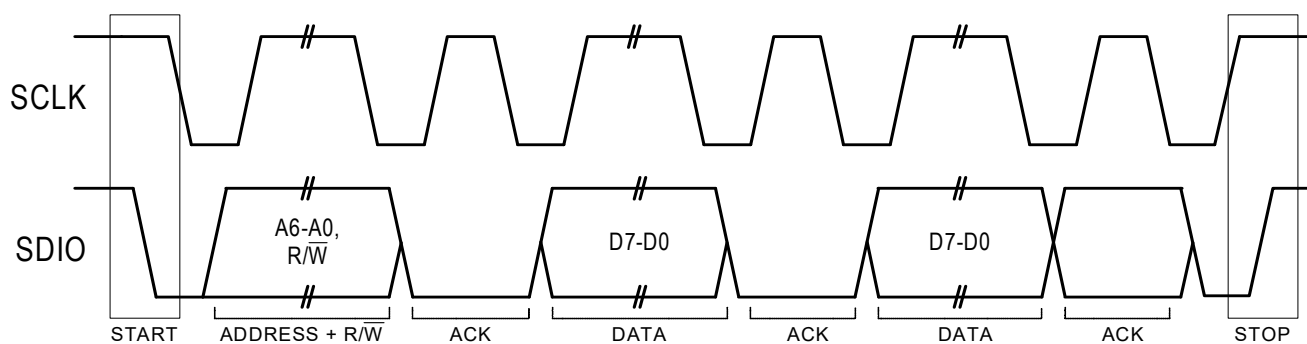 SCLK
SDIO
A6-A0,
R/W̅
D7-D0
D7-D0
START
ADDRESS + R/W̅
ACK
DATA
ACK
DATA
ACK
STOP